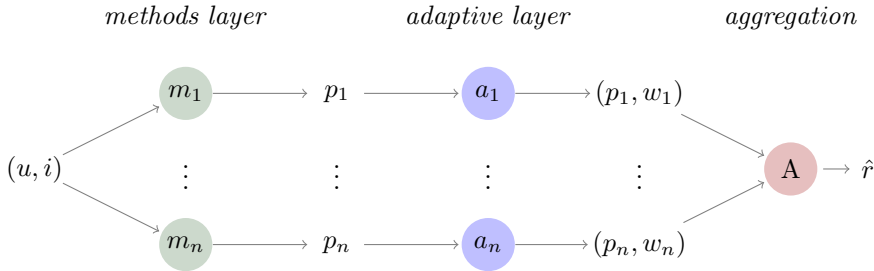 methods layer adaptive layer aggregation
m₁ p₁ a₁ (p₁, w₁)
(u, i) ⋮ ⋮ ⋮ ⋮ A r̂
mₙ pₙ aₙ (pₙ, wₙ)